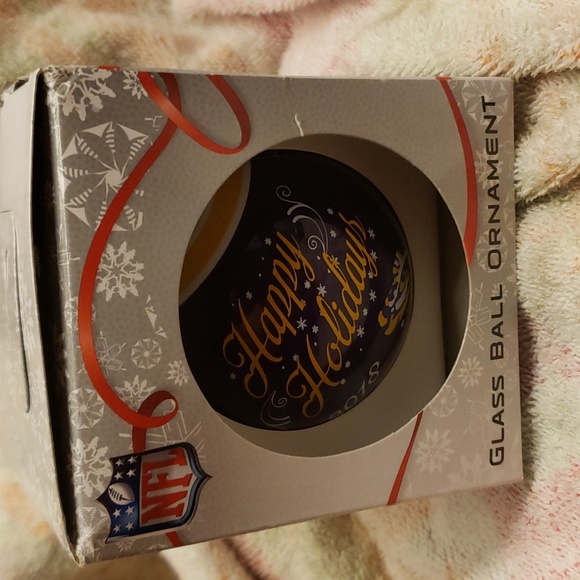 Happy
Holidays
2018
NFL
GLASS BALL ORNAMENT